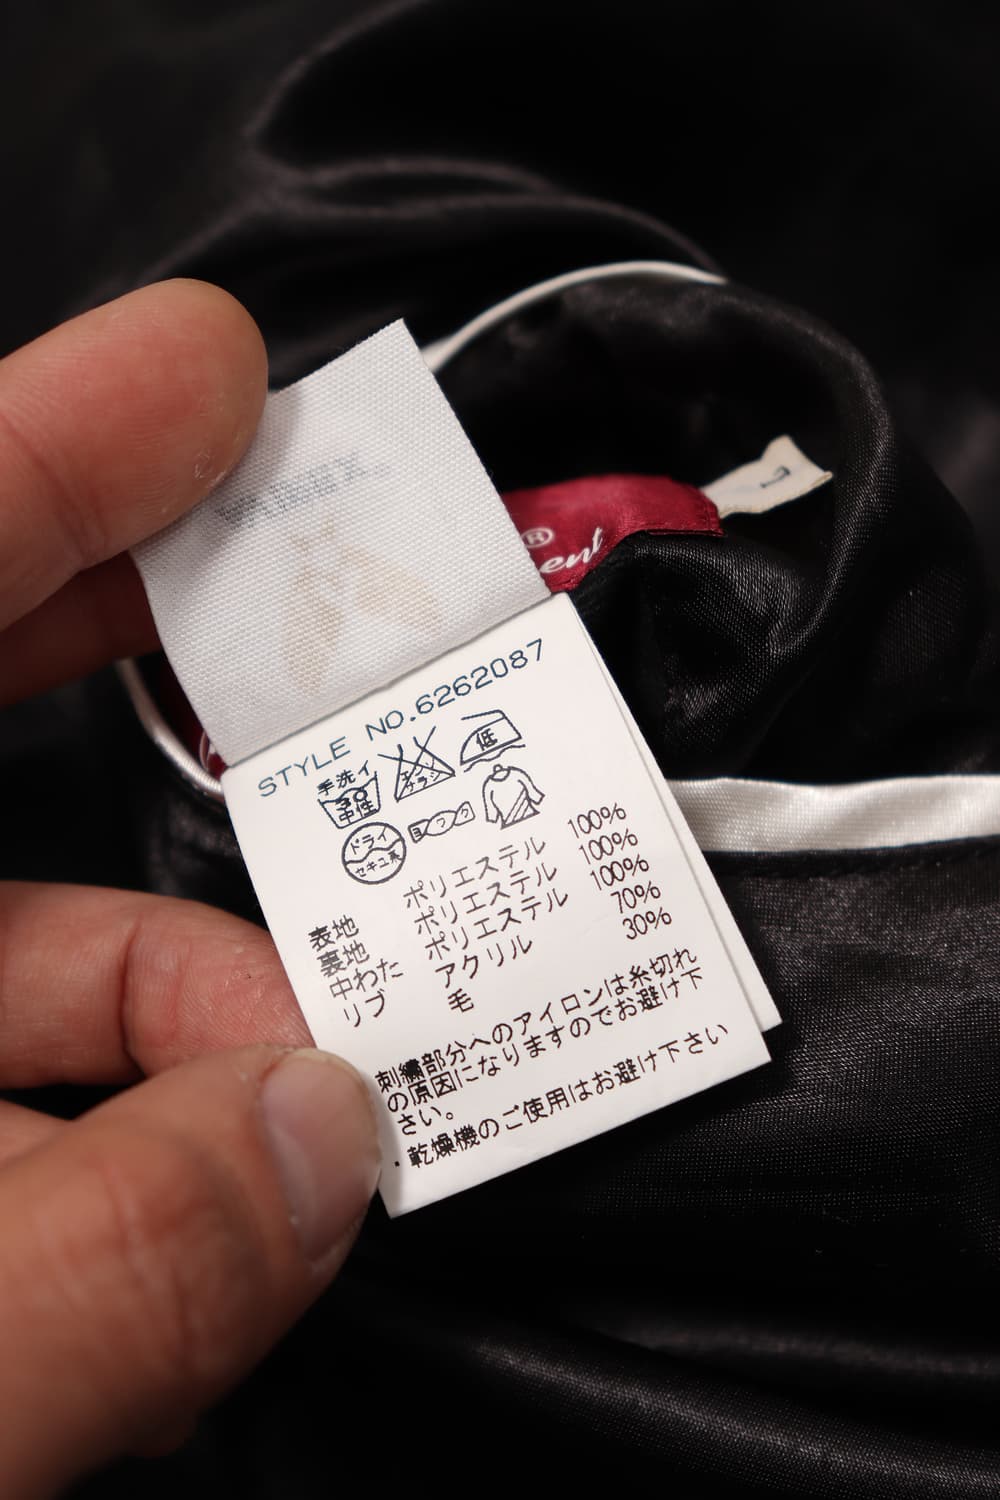 L
®
ent
STYLE NO.6262087
手洗イ
中性
低
ドライ
セキユ系
表地 ポリエステル 100%
裏地 ポリエステル 100%
中わた ポリエステル 100%
リブ アクリル 70%
毛 30%
刺繍部分へのアイロンは糸切れ
の原因になりますのでお避け下
さい。
・乾燥機のご使用はお避け下さい